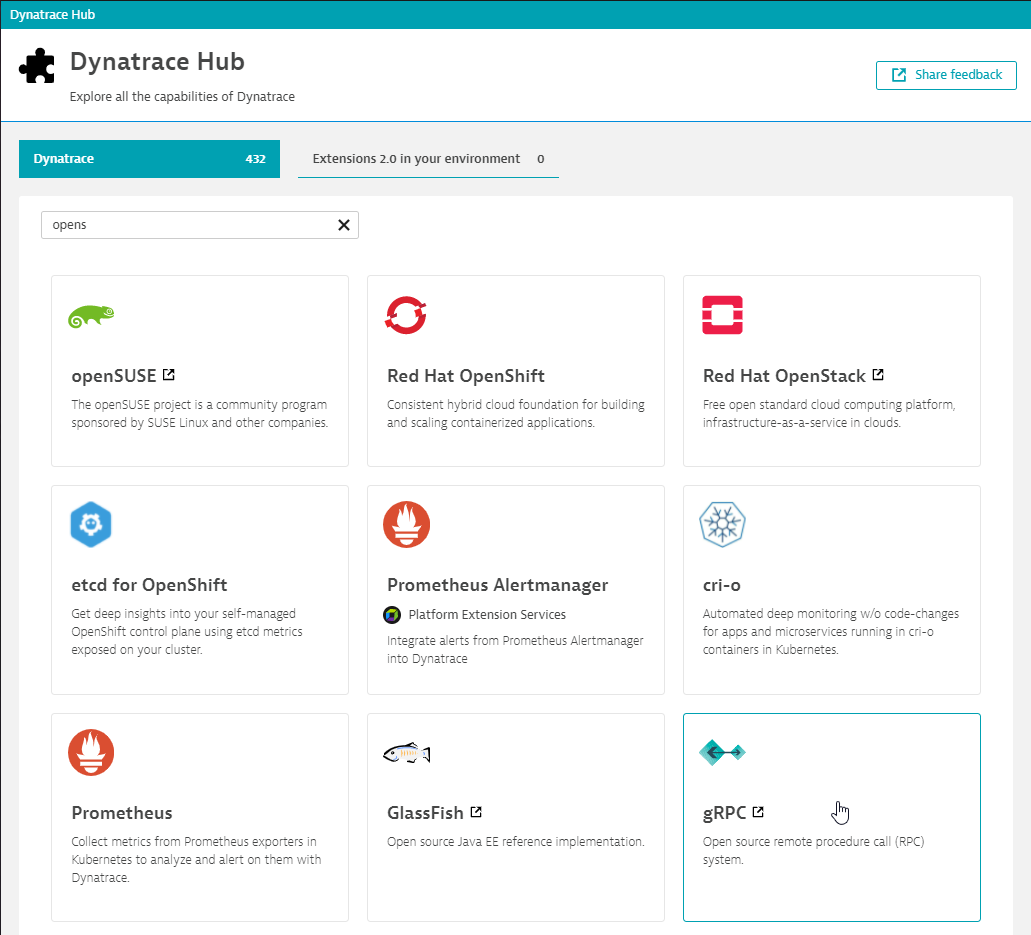 Dynatrace Hub
Dynatrace Hub
Explore all the capabilities of Dynatrace
Share feedback
Dynatrace 432
Extensions 2.0 in your environment 0
opens
openSUSE
The openSUSE project is a community program
sponsored by SUSE Linux and other companies.
Red Hat OpenShift
Consistent hybrid cloud foundation for building
and scaling containerized applications.
Red Hat OpenStack
Free open standard cloud computing platform,
infrastructure-as-a-service in clouds.
etcd for OpenShift
Get deep insights into your self-managed
OpenShift control plane using etcd metrics
exposed on your cluster.
Prometheus Alertmanager
Platform Extension Services
Integrate alerts from Prometheus Alertmanager
into Dynatrace
cri-o
Automated deep monitoring w/o code-changes
for apps and microservices running in cri-o
containers in Kubernetes.
Prometheus
Collect metrics from Prometheus exporters in
Kubernetes to analyze and alert on them with
Dynatrace.
GlassFish
Open source Java EE reference implementation.
gRPC
Open source remote procedure call (RPC)
system.